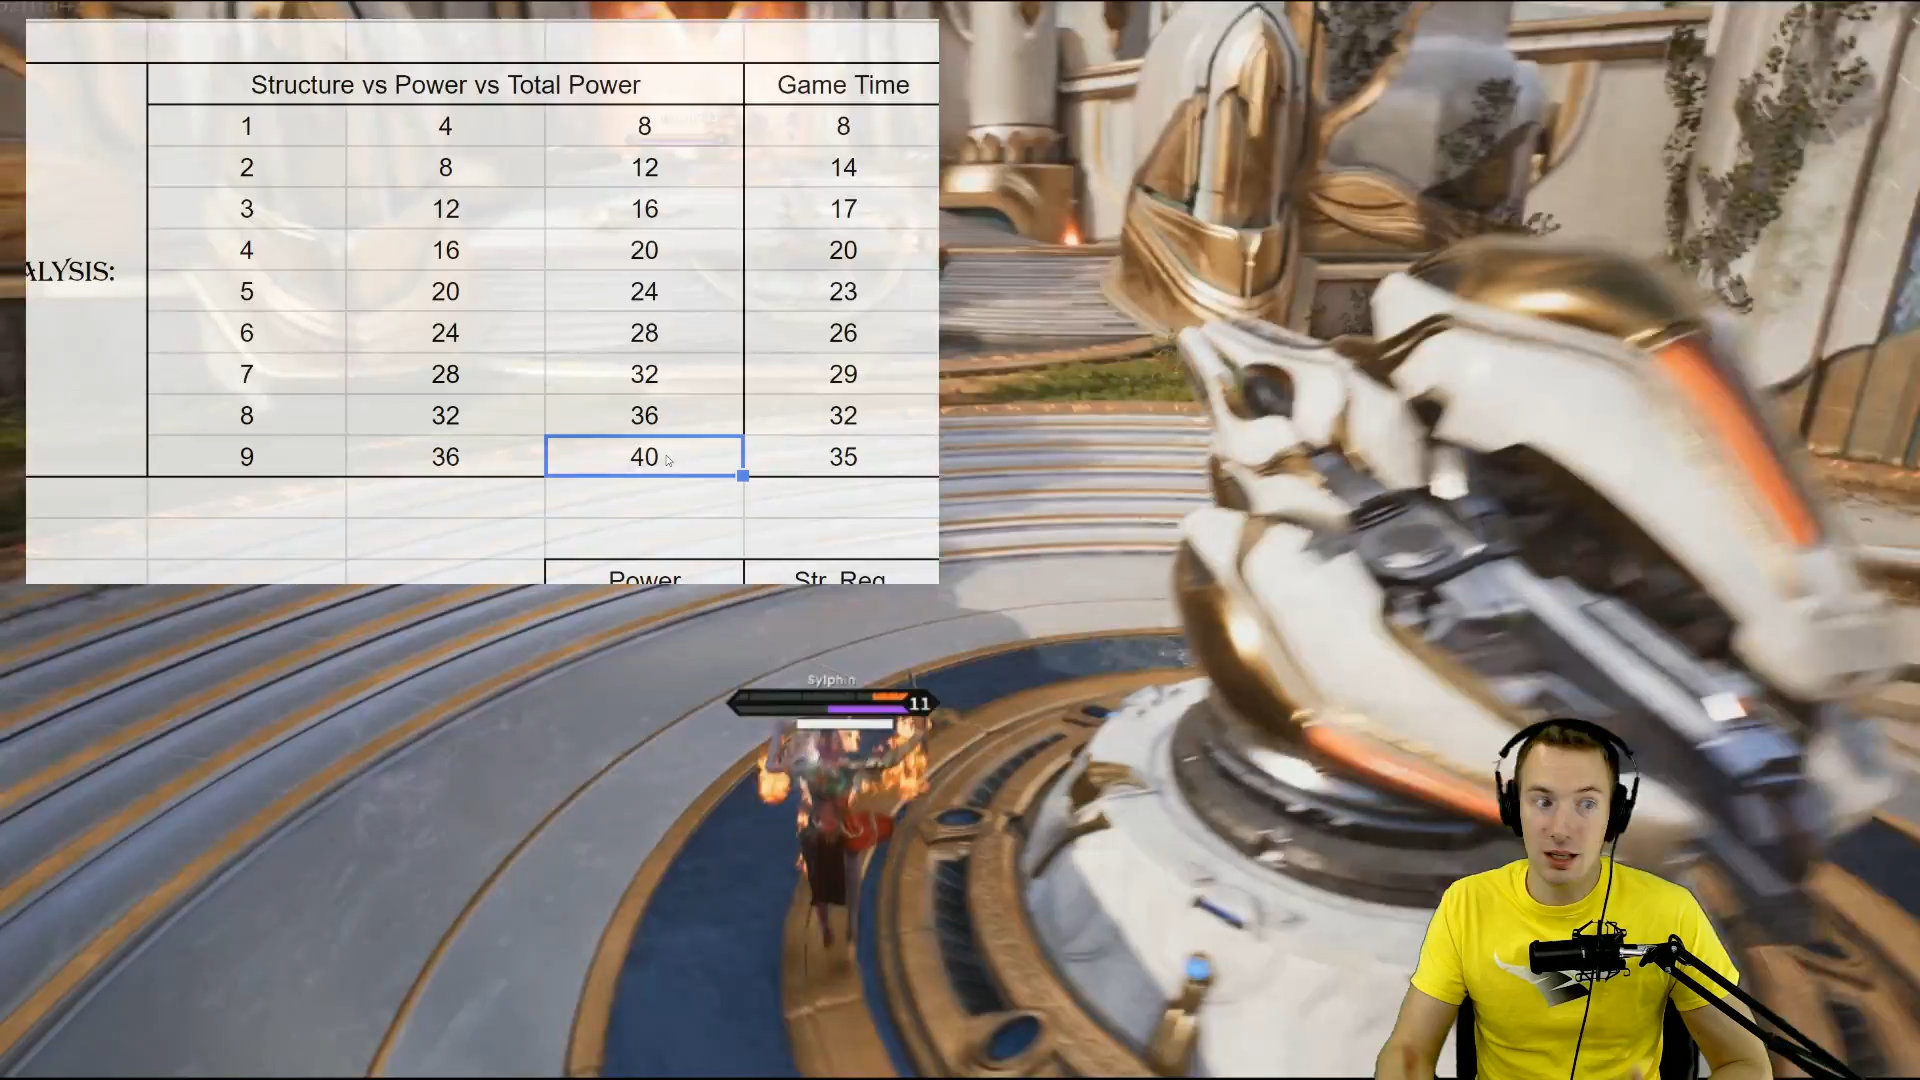 Structure vs Power vs Total Power Game Time
1 4 8 8
2 8 12 14
3 12 16 17
4 16 20 20
ALYSIS:
5 20 24 23
6 24 28 26
7 28 32 29
8 32 36 32
9 36 40 35
Power Str. Req
Sylphin
11